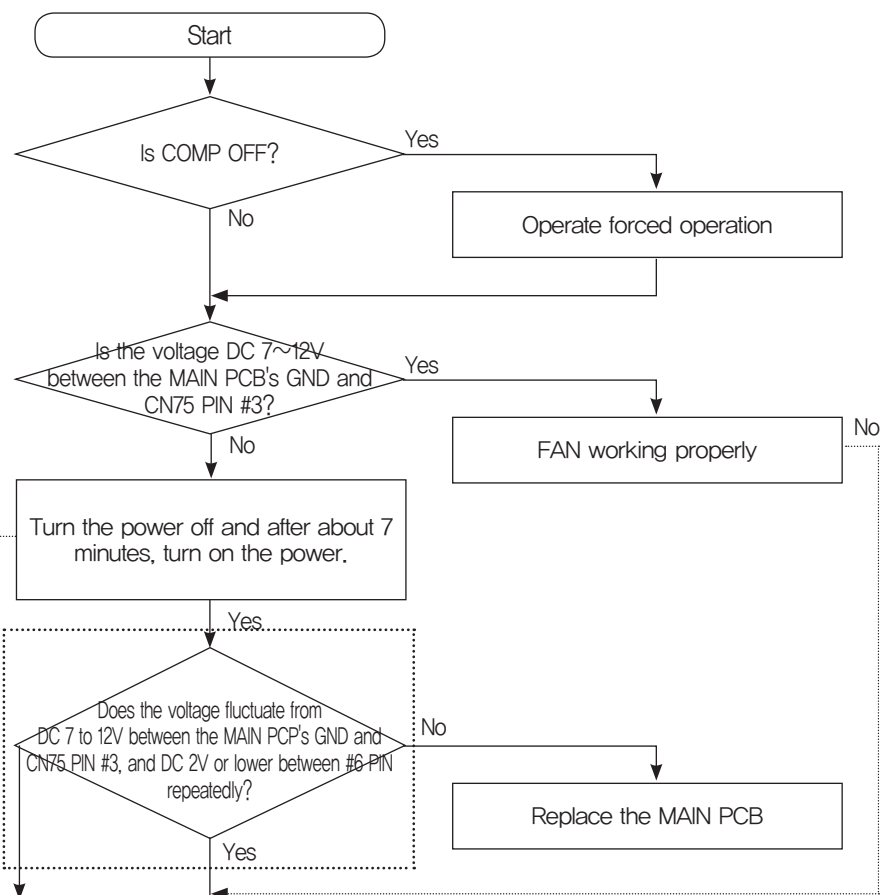 Start
Is COMP OFF?
Yes
No
Operate forced operation
Is the voltage DC 7~12V
between the MAIN PCB's GND and
CN75 PIN #3?
Yes
No
FAN working properly
No
Turn the power off and after about 7
minutes, turn on the power.
Yes
Does the voltage fluctuate from
DC 7 to 12V between the MAIN PCP's GND and
CN75 PIN #3, and DC 2V or lower between #6 PIN
repeatedly?
No
Replace the MAIN PCB
Yes